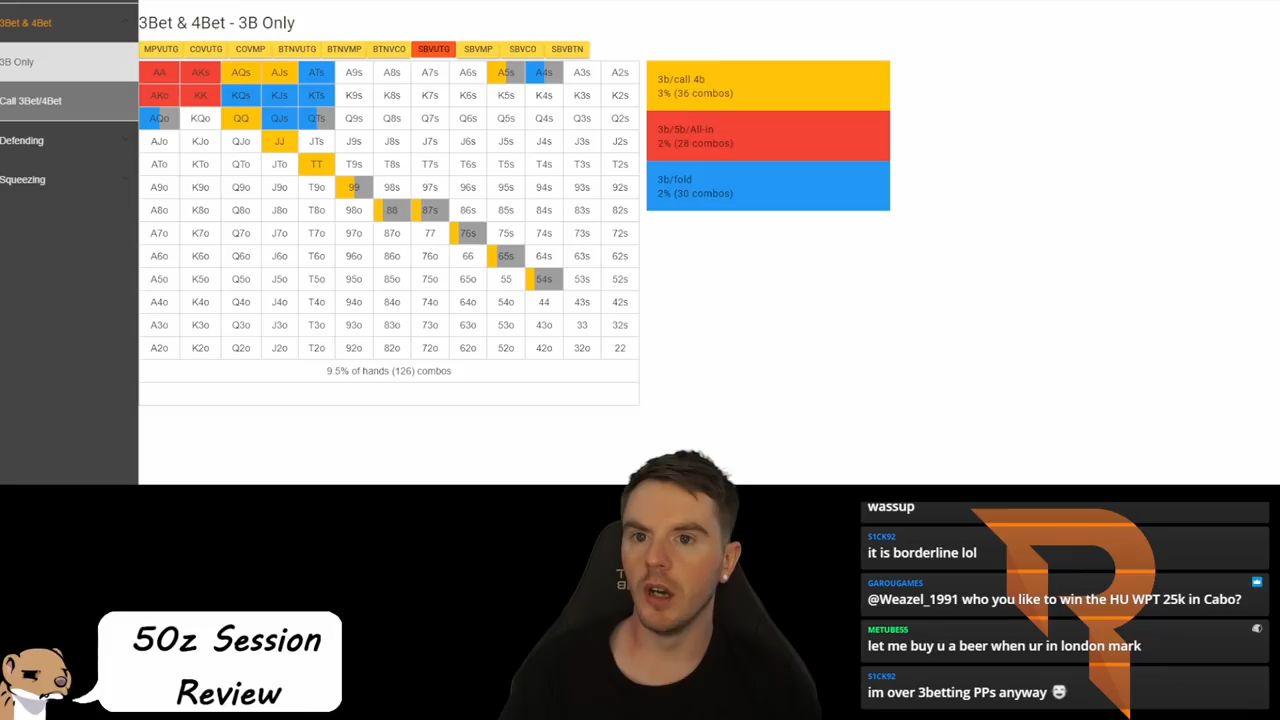 3Bet & 4Bet
3B Only
Call 3Bet/4Bet
Defending
Squeezing
3Bet & 4Bet - 3B Only
MPVUTG COVUTG COVMP BTNVUTG BTNVMP BTNVCO SBVUTG SBVMP SBVCO SBVBTN
AA AKs AQs AJs ATs A9s A8s A7s A6s A5s A4s A3s A2s
AKo KK KQs KJs KTs K9s K8s K7s K6s K5s K4s K3s K2s
AQo KQo QQ QJs QTs Q9s Q8s Q7s Q6s Q5s Q4s Q3s Q2s
AJo KJo QJo JJ JTs J9s J8s J7s J6s J5s J4s J3s J2s
ATo KTo QTo JTo TT T9s T8s T7s T6s T5s T4s T3s T2s
A9o K9o Q9o J9o T9o 99 98s 97s 96s 95s 94s 93s 92s
A8o K8o Q8o J8o T8o 98o 88 87s 86s 85s 84s 83s 82s
A7o K7o Q7o J7o T7o 97o 87o 77 76s 75s 74s 73s 72s
A6o K6o Q6o J6o T6o 96o 86o 76o 66 65s 64s 63s 62s
A5o K5o Q5o J5o T5o 95o 85o 75o 65o 55 54s 53s 52s
A4o K4o Q4o J4o T4o 94o 84o 74o 64o 54o 44 43s 42s
A3o K3o Q3o J3o T3o 93o 83o 73o 63o 53o 43o 33 32s
A2o K2o Q2o J2o T2o 92o 82o 72o 62o 52o 42o 32o 22
9.5% of hands (126) combos
3b/call 4b
3% (36 combos)
3b/5b/All-in
2% (28 combos)
3b/fold
2% (30 combos)
50z Session
Review
wassup
S1CK92
it is borderline lol
GAROUGAMES
@Weazel_1991 who you like to win the HU WPT 25k in Cabo?
METUBE55
let me buy u a beer when ur in london mark
S1CK92
im over 3betting PPs anyway